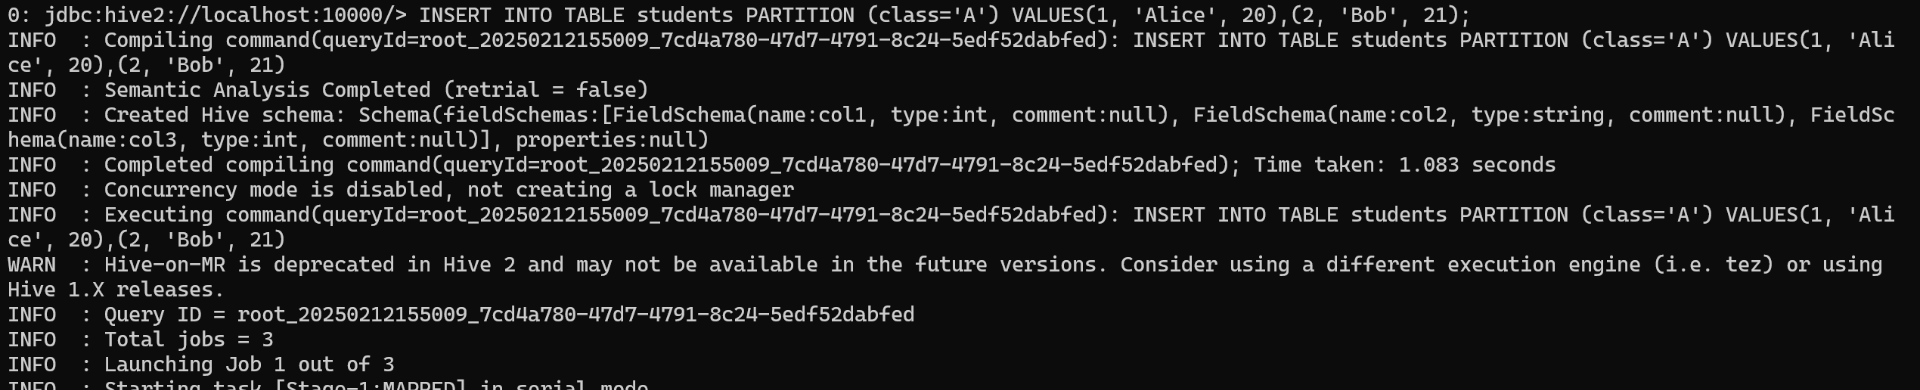 0: jdbc:hive2://localhost:10000/> INSERT INTO TABLE students PARTITION (class='A') VALUES(1, 'Alice', 20),(2, 'Bob', 21);
INFO  : Compiling command(queryId=root_20250212155009_7cd4a780-47d7-4791-8c24-5edf52dabfed): INSERT INTO TABLE students PARTITION (class='A') VALUES(1, 'Ali
ce', 20),(2, 'Bob', 21)
INFO  : Semantic Analysis Completed (retrial = false)
INFO  : Created Hive schema: Schema(fieldSchemas:[FieldSchema(name:col1, type:int, comment:null), FieldSchema(name:col2, type:string, comment:null), FieldSc
hema(name:col3, type:int, comment:null)], properties:null)
INFO  : Completed compiling command(queryId=root_20250212155009_7cd4a780-47d7-4791-8c24-5edf52dabfed); Time taken: 1.083 seconds
INFO  : Concurrency mode is disabled, not creating a lock manager
INFO  : Executing command(queryId=root_20250212155009_7cd4a780-47d7-4791-8c24-5edf52dabfed): INSERT INTO TABLE students PARTITION (class='A') VALUES(1, 'Ali
ce', 20),(2, 'Bob', 21)
WARN  : Hive-on-MR is deprecated in Hive 2 and may not be available in the future versions. Consider using a different execution engine (i.e. tez) or using
Hive 1.X releases.
INFO  : Query ID = root_20250212155009_7cd4a780-47d7-4791-8c24-5edf52dabfed
INFO  : Total jobs = 3
INFO  : Launching Job 1 out of 3
INFO  : Starting task [Stage-1:MAPRED] in serial mode